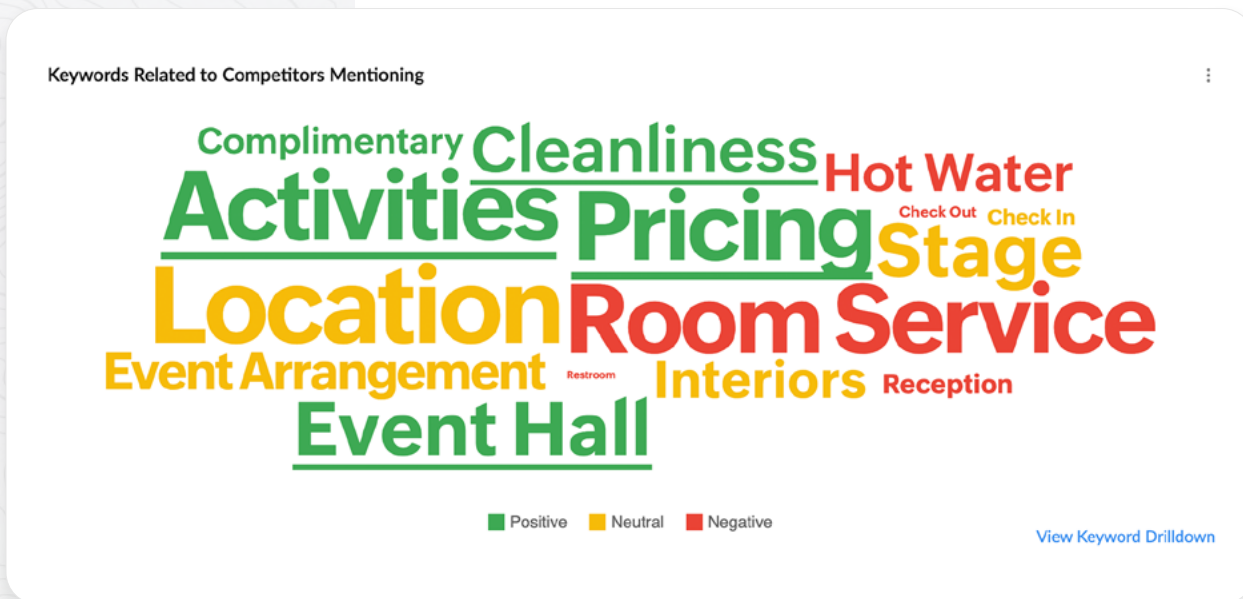 Keywords Related to Competitors Mentioning
Complimentary
Cleanliness
Hot Water
Activities
Pricing
Check Out
Check In
Stage
Location
Room Service
Event Arrangement
Restroom
Interiors
Reception
Event Hall
Positive
Neutral
Negative
View Keyword Drilldown